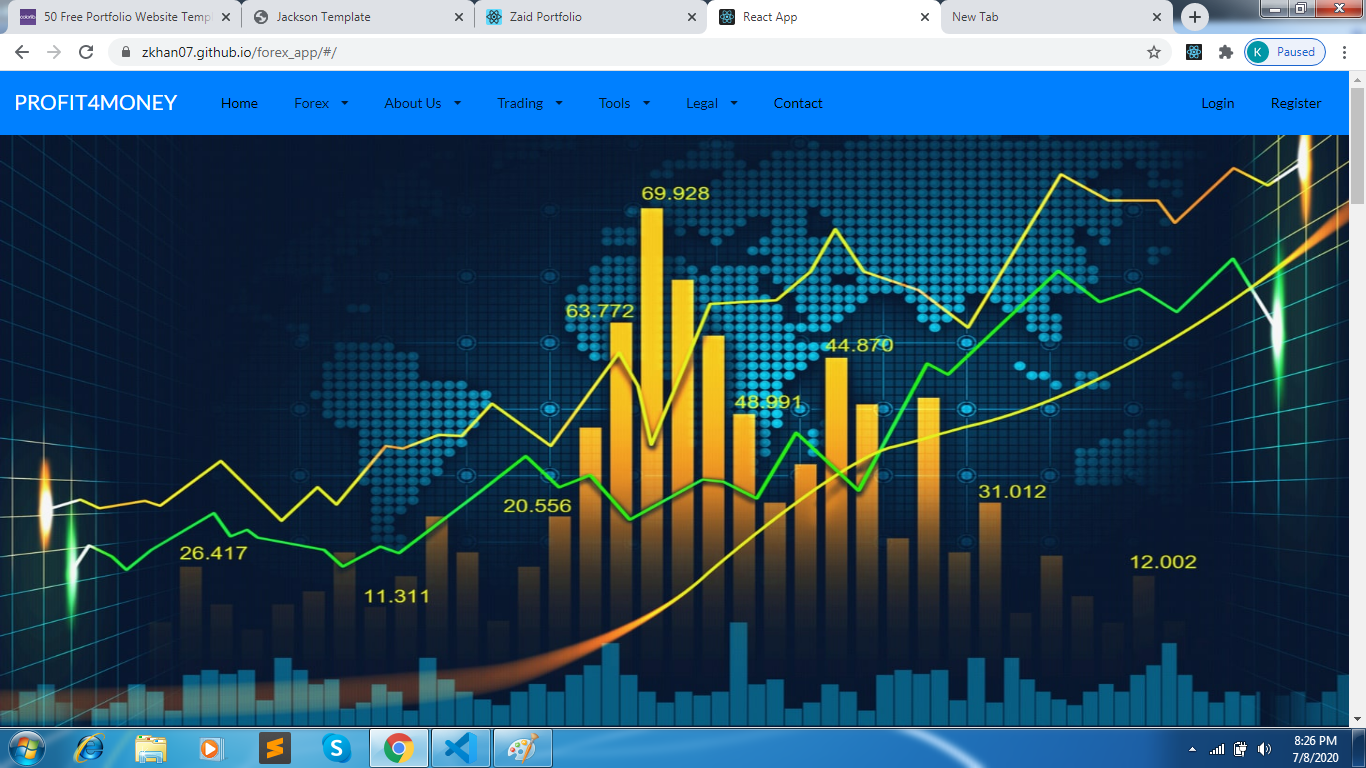 50 Free Portfolio Website Templ
Jackson Template
Zaid Portfolio
React App
New Tab
zkhan07.github.io/forex_app/#/
K Paused
PROFIT4MONEY Home Forex About Us Trading Tools Legal Contact Login Register
69.928
63.772
44.870
48.991
31.012
20.556
26.417
12.002
11.311
8:26 PM
7/8/2020